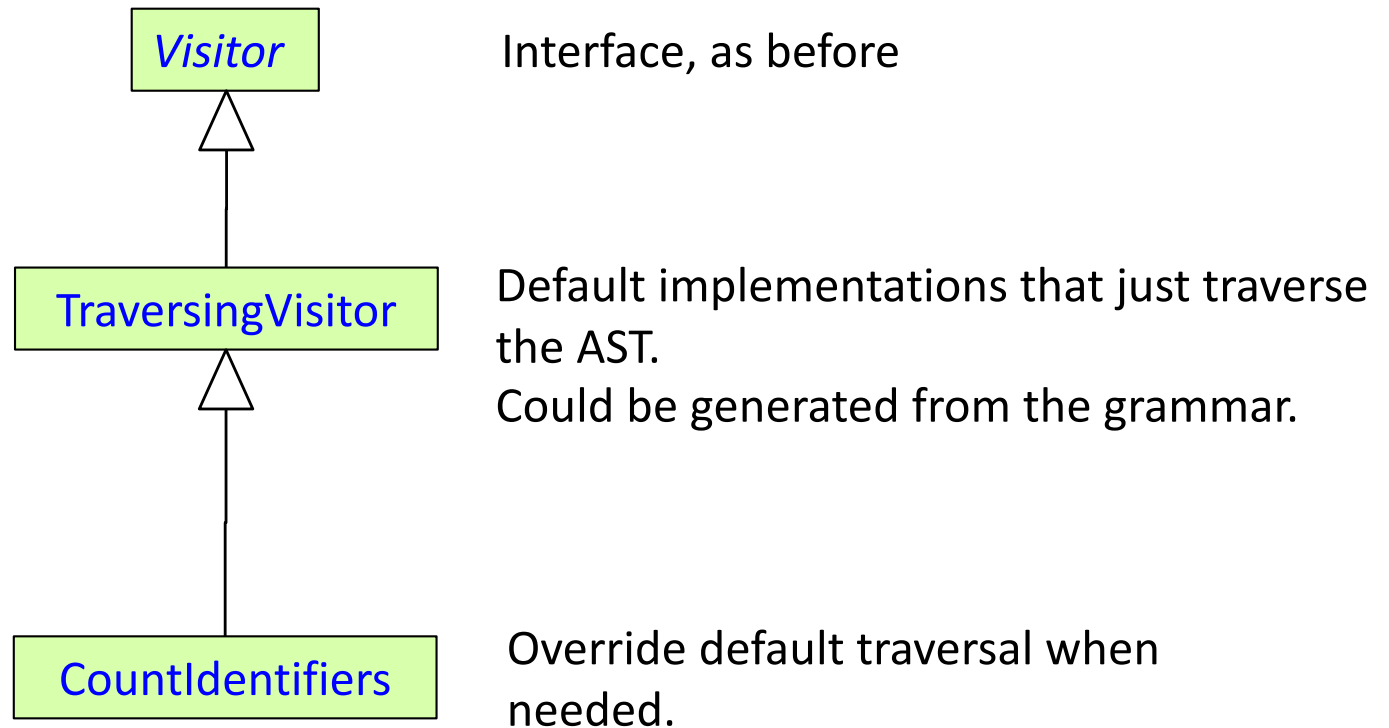 Visitor
Interface, as before
TraversingVisitor
Default implementations that just traverse
the AST.
Could be generated from the grammar.
CountIdentifiers
Override default traversal when
needed.